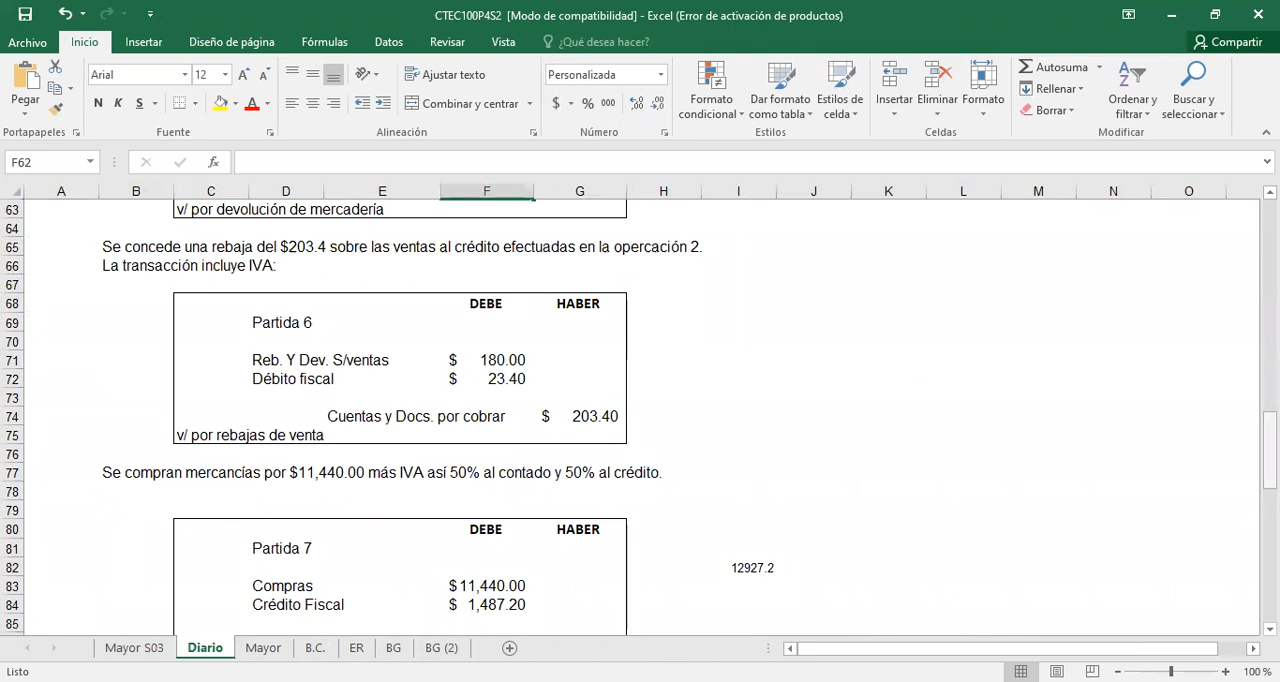 CTEC100P4S2 [Modo de compatibilidad] - Excel (Error de activación de productos)
Archivo Inicio Insertar Diseño de página Fórmulas Datos Revisar Vista ¿Qué desea hacer? Compartir
Pegar Arial 12 Ajustar texto Personalizada Autosuma
N K S Combinar y centrar $ % 000 Formato condicional Dar formato como tabla Estilos de celda Insertar Eliminar Formato Rellenar Borrar Ordenar y filtrar Buscar y seleccionar
Portapapeles Fuente Alineación Número Estilos Celdas Modificar
F62 fx
A B C D E F G H I J K L M N O
63 v/ por devolución de mercadería
64
65 Se concede una rebaja del $203.4 sobre las ventas al crédito efectuadas en la opercación 2.
66 La transacción incluye IVA:
67
68 DEBE HABER
69 Partida 6
70
71 Reb. Y Dev. S/ventas $ 180.00
72 Débito fiscal $ 23.40
73
74 Cuentas y Docs. por cobrar $ 203.40
75 v/ por rebajas de venta
76
77 Se compran mercancías por $11,440.00 más IVA así 50% al contado y 50% al crédito.
78
79
80 DEBE HABER
81 Partida 7
82 12927.2
83 Compras $11,440.00
84 Crédito Fiscal $ 1,487.20
85
Mayor S03 Diario Mayor B.C. ER BG BG (2)
Listo 100 %